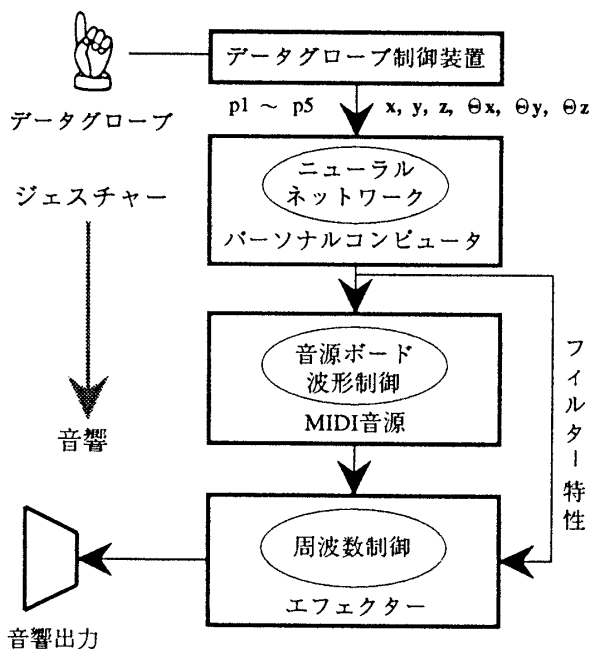 データグローブ制御装置
データグローブ
p1 ～ p5
x, y, z, Θx, Θy, Θz
ニューラル
ネットワーク
パーソナルコンピュータ
ジェスチャー
音響
音源ボード
波形制御
MIDI音源
フィルター特性
周波数制御
エフェクター
音響出力